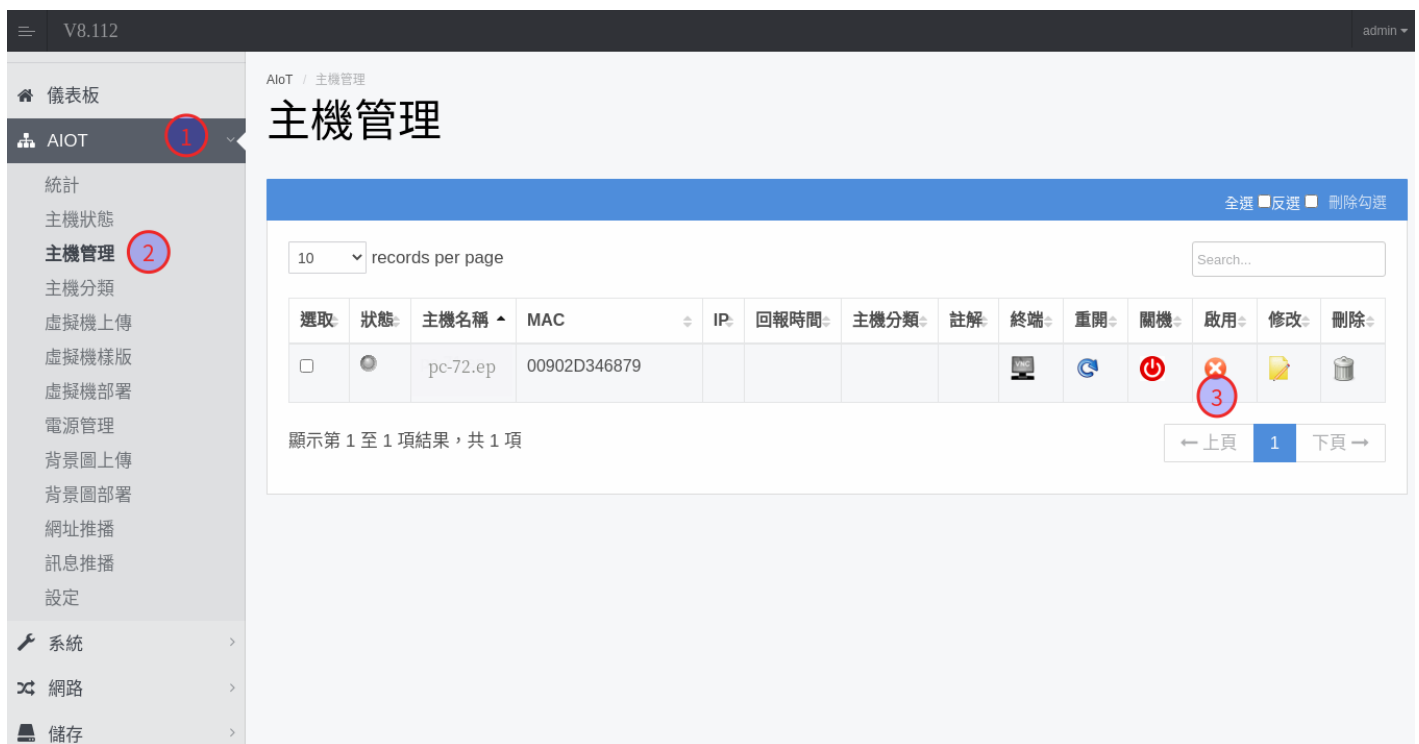 V8.112
admin
儀表板
AIOT
1
統計
主機狀態
主機管理
2
主機分類
虛擬機上傳
虛擬機樣版
虛擬機部署
電源管理
背景圖上傳
背景圖部署
網址推播
訊息推播
設定
系統
網路
儲存
AIoT / 主機管理
主機管理
全選 反選 刪除勾選
10 records per page
Search...
選取 狀態 主機名稱 MAC IP 回報時間 主機分類 註解 終端 重開 關機 啟用 修改 刪除
pc-72.ep 00902D346879 VNC
3
顯示第 1 至 1 項結果，共 1 項
←上頁 1 下頁→